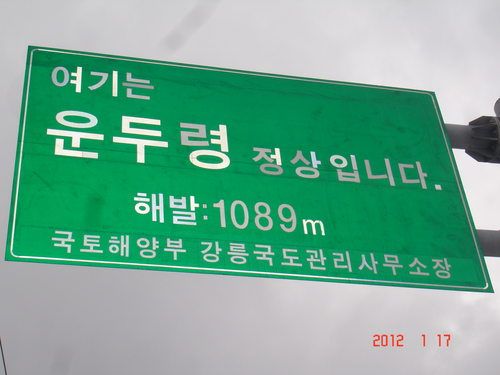 여기는
운두령 정상입니다.
해발:1089m
국토해양부 강릉국도관리사무소장
2012 1 17